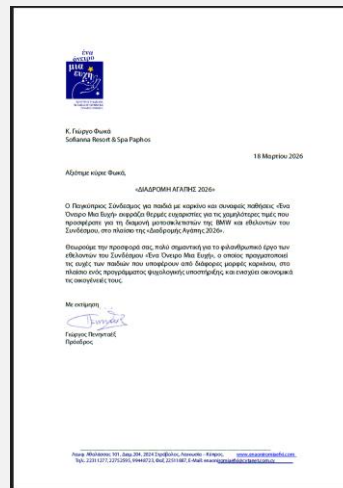 ένα
όνειρο
μια
ευχή
Κ. Γιώργο Φωκά
Sofianna Resort & Spa Paphos
18 Μαρτίου 2026
Αξιότιμε κύριε Φωκά,
«ΔΙΑΔΡΟΜΗ ΑΓΑΠΗΣ 2026»
Ο Παγκύπριος Σύνδεσμος για παιδιά με καρκίνο και συναφείς παθήσεις «Ένα
Όνειρο Μια Ευχή» εκφράζει θερμές ευχαριστίες για τις χαμηλότερες τιμές που
προσφέρατε για τη διαμονή μοτοσικλετιστών της BMW και εθελοντών του
Συνδέσμου, στο πλαίσιο της «Διαδρομής Αγάπης 2026».
Θεωρούμε την προσφορά σας, πολύ σημαντική για το φιλανθρωπικό έργο των
εθελοντών του Συνδέσμου «Ένα Όνειρο Μια Ευχή», ο οποίος πραγματοποιεί
τις ευχές των παιδιών που υποφέρουν από διάφορες μορφές καρκίνου, στο
πλαίσιο ενός προγράμματος ψυχολογικής υποστήριξης, και ενισχύει οικονομικά
τις οικογένειές τους.
Με εκτίμηση
Γιώργος Πενηνταέξ
Πρόεδρος